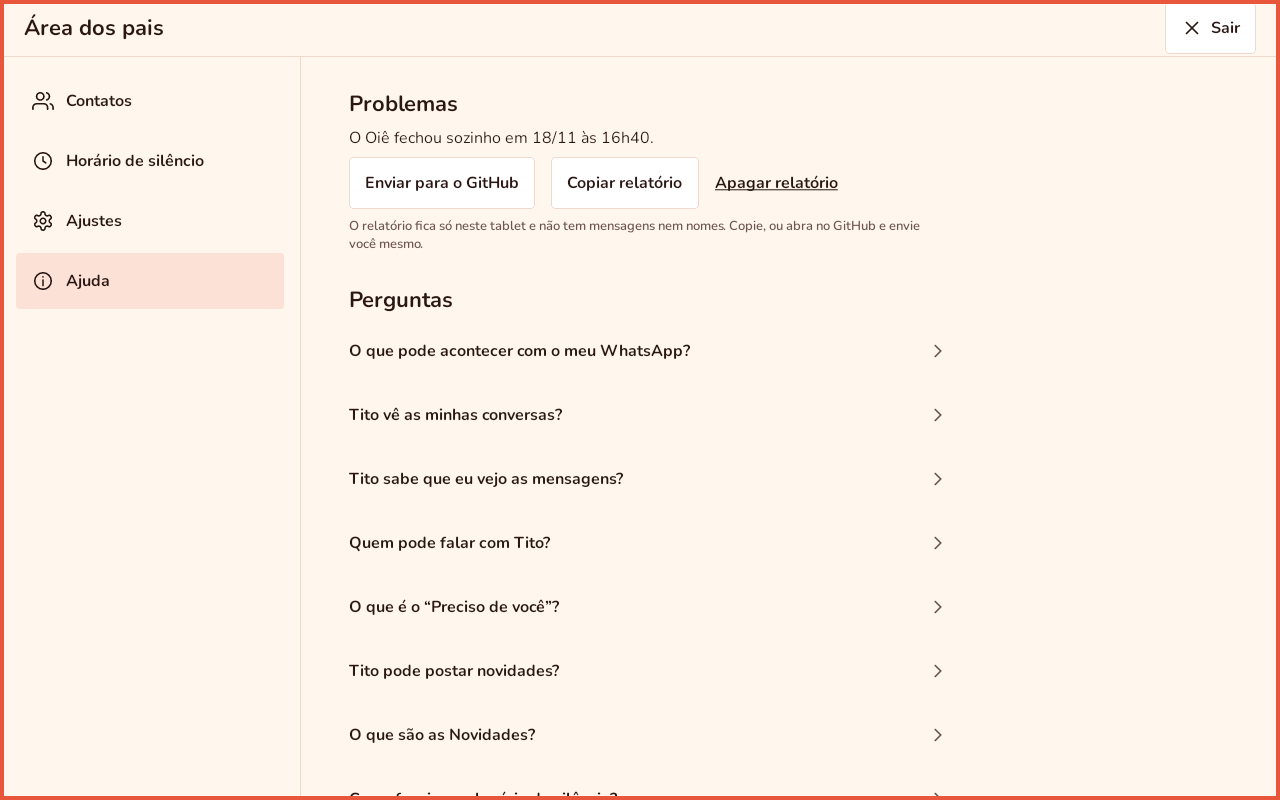 Área dos pais
Sair
Contatos
Horário de silêncio
Ajustes
Ajuda
Problemas
O Oiê fechou sozinho em 18/11 às 16h40.
Enviar para o GitHub
Copiar relatório
Apagar relatório
O relatório fica só neste tablet e não tem mensagens nem nomes. Copie, ou abra no GitHub e envie
você mesmo.
Perguntas
O que pode acontecer com o meu WhatsApp?
Tito vê as minhas conversas?
Tito sabe que eu vejo as mensagens?
Quem pode falar com Tito?
O que é o “Preciso de você”?
Tito pode postar novidades?
O que são as Novidades?